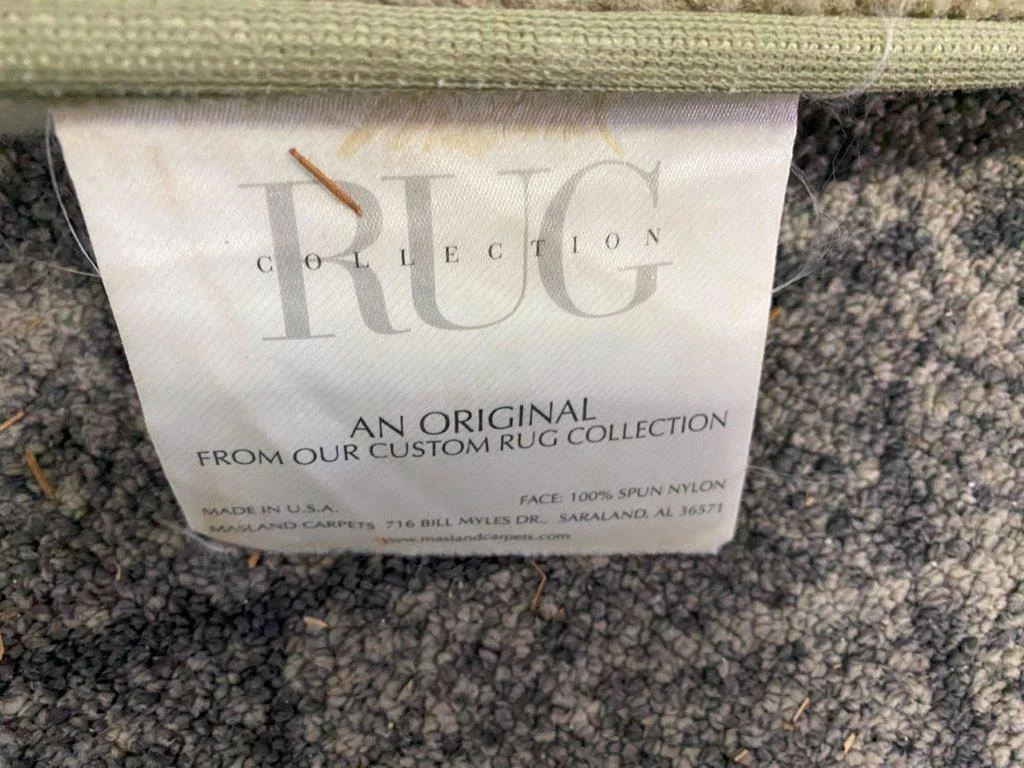 RUG
COLLECTION
AN ORIGINAL
FROM OUR CUSTOM RUG COLLECTION
MADE IN U.S.A. FACE: 100% SPUN NYLON
MASLAND CARPETS 716 BILL MYLES DR., SARALAND, AL 36571
www.maslandcarpets.com